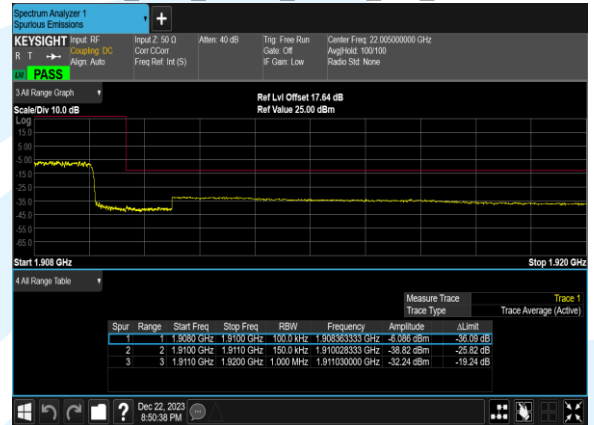 Spectrum Analyzer 1
Spurious Emissions
+
KEYSIGHT Input: RF Input Z: 50 Ω Atten: 40 dB Trig: Free Run Center Freq: 22.005000000 GHz
R T Coupling: DC Corr CCorr Gate: Off Avg|Hold: 100/100
Align: Auto Freq Ref: Int (S) IF Gain: Low Radio Std: None
PASS
3 All Range Graph
Ref Lvl Offset 17.64 dB
Scale/Div 10.0 dB Ref Value 25.00 dBm
Log
15.0
5.00
-5.00
-15.0
-25.0
-35.0
-45.0
-55.0
-65.0
Start 1.908 GHz Stop 1.920 GHz
4 All Range Table
Measure Trace Trace 1
Trace Type Trace Average (Active)
Spur Range Start Freq Stop Freq RBW Frequency Amplitude ΔLimit
1 1 1.9080 GHz 1.9100 GHz 100.0 kHz 1.908363333 GHz -6.086 dBm -36.09 dB
2 2 1.9100 GHz 1.9110 GHz 150.0 kHz 1.910028333 GHz -38.82 dBm -25.82 dB
3 3 1.9110 GHz 1.9200 GHz 1.000 MHz 1.911030000 GHz -32.24 dBm -19.24 dB
? Dec 22, 2023
8:50:38 PM